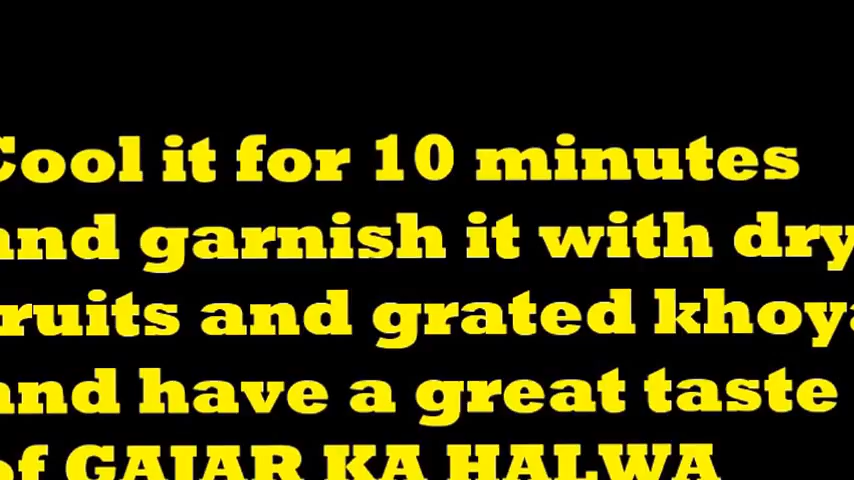 Cool it for 10 minutes
and garnish it with dry
fruits and grated khoya
and have a great taste
of GAJAR KA HALWA